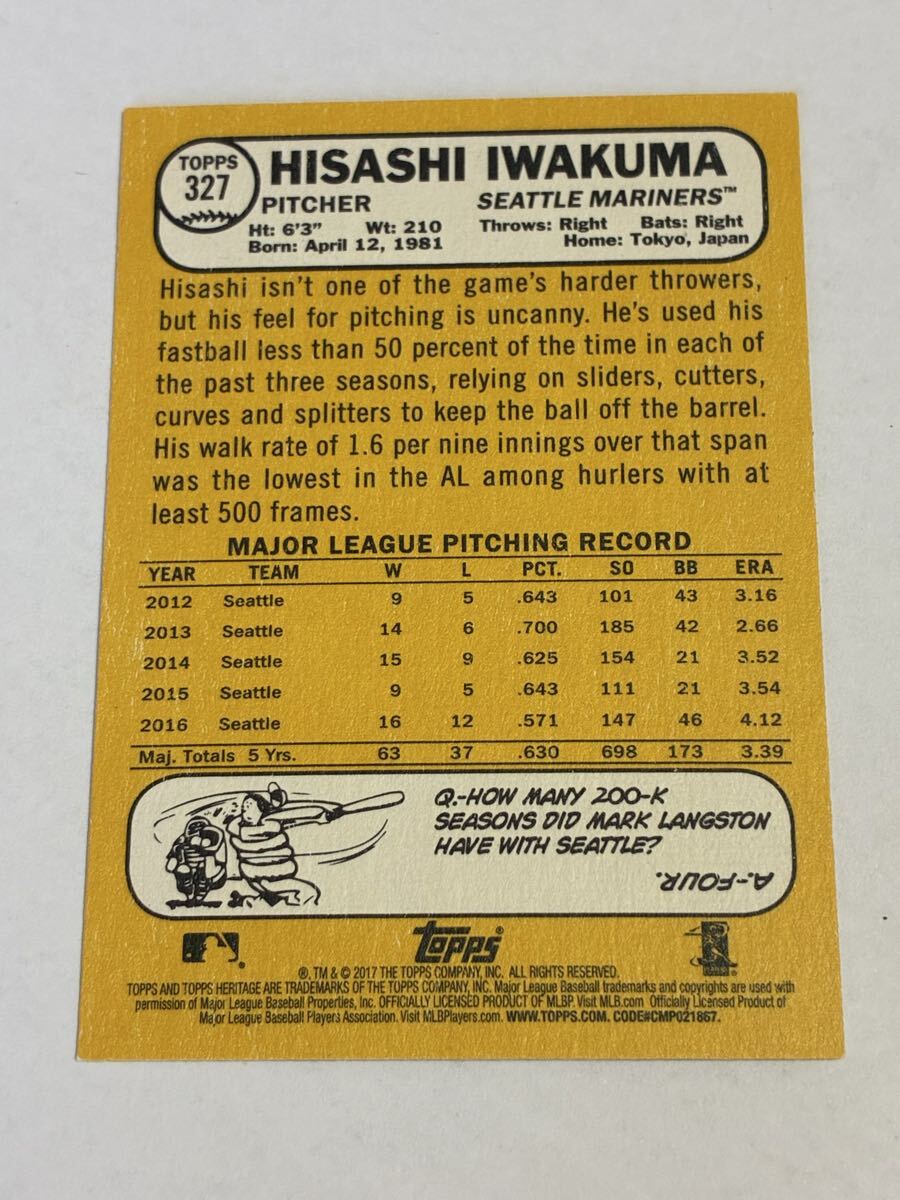 TOPPS
327
HISASHI IWAKUMA
PITCHER
SEATTLE MARINERS™
Ht: 6'3" Wt: 210 Throws: Right Bats: Right
Born: April 12, 1981 Home: Tokyo, Japan
Hisashi isn't one of the game's harder throwers,
but his feel for pitching is uncanny. He's used his
fastball less than 50 percent of the time in each of
the past three seasons, relying on sliders, cutters,
curves and splitters to keep the ball off the barrel.
His walk rate of 1.6 per nine innings over that span
was the lowest in the AL among hurlers with at
least 500 frames.
MAJOR LEAGUE PITCHING RECORD
YEAR TEAM W L PCT. SO BB ERA
2012 Seattle 9 5 .643 101 43 3.16
2013 Seattle 14 6 .700 185 42 2.66
2014 Seattle 15 9 .625 154 21 3.52
2015 Seattle 9 5 .643 111 21 3.54
2016 Seattle 16 12 .571 147 46 4.12
Maj. Totals 5 Yrs. 63 37 .630 698 173 3.39
Q.-HOW MANY 200-K
SEASONS DID MARK LANGSTON
HAVE WITH SEATTLE?
A.-FOUR.
topps®
®, TM & © 2017 THE TOPPS COMPANY, INC. ALL RIGHTS RESERVED.
TOPPS AND TOPPS HERITAGE ARE TRADEMARKS OF THE TOPPS COMPANY, INC. Major League Baseball trademarks and copyrights are used with
permission of Major League Baseball Properties, Inc. OFFICIALLY LICENSED PRODUCT OF MLBP. Visit MLB.com Officially Licensed Product of
Major League Baseball Players Association. Visit MLBPlayers.com. WWW.TOPPS.COM. CODE#CMP021867.